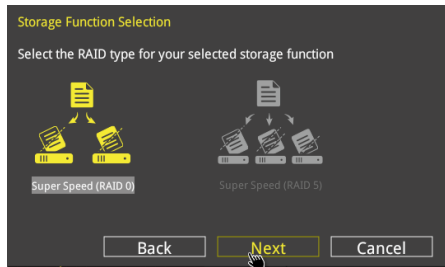 Storage Function Selection
Select the RAID type for your selected storage function
Super Speed (RAID 0)
Super Speed (RAID 5)
Back
Next
Cancel